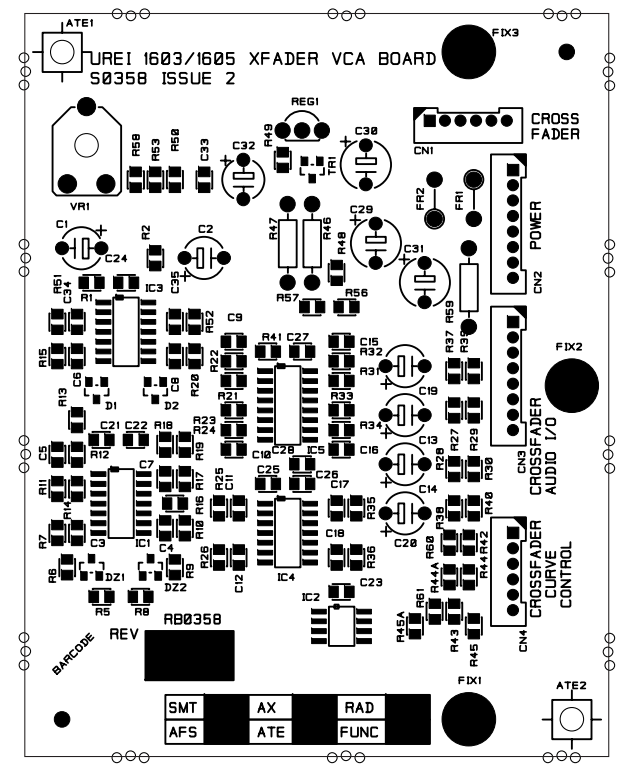 ATE1
FIX3
UREI 1603/1605 XFADER VCA BOARD
S0358 ISSUE 2
REG1
CROSS
FADER
CN1
R58
R53
R50
C33
C32
R49
TR1
C30
VR1
FR2
FR1
POWER
CN2
C1
C24
R2
C2
C35
R47
R46
R48
C29
C31
R59
R51
C34
R1
IC3
R57
R56
R52
C9
R41
C27
C15
R32
R37
R39
FIX2
R15
C6
C8
R20
R22
R31
C19
R13
D1
D2
R21
R33
CROSSFADER
AUDIO I/O
CN3
C21
C22
R18
R23
R24
R34
C13
R27
R29
C5
R12
R19
C10
C28
IC5
C16
R28
R30
R11
R14
C7
R17
R16
R25
C11
C25
C26
C17
R35
C14
R38
R40
R7
C3
IC1
R10
C4
C18
C20
R60
R42
CROSSFADER
CURVE
CONTROL
CN4
R6
DZ1
DZ2
R9
R26
C12
IC4
R36
R44A
R44
R5
R8
IC2
C23
R61
R45A
R43
R45
BARCODE
REV
RB0358
SMT
AX
RAD
AFS
ATE
FUNC
FIX1
ATE2